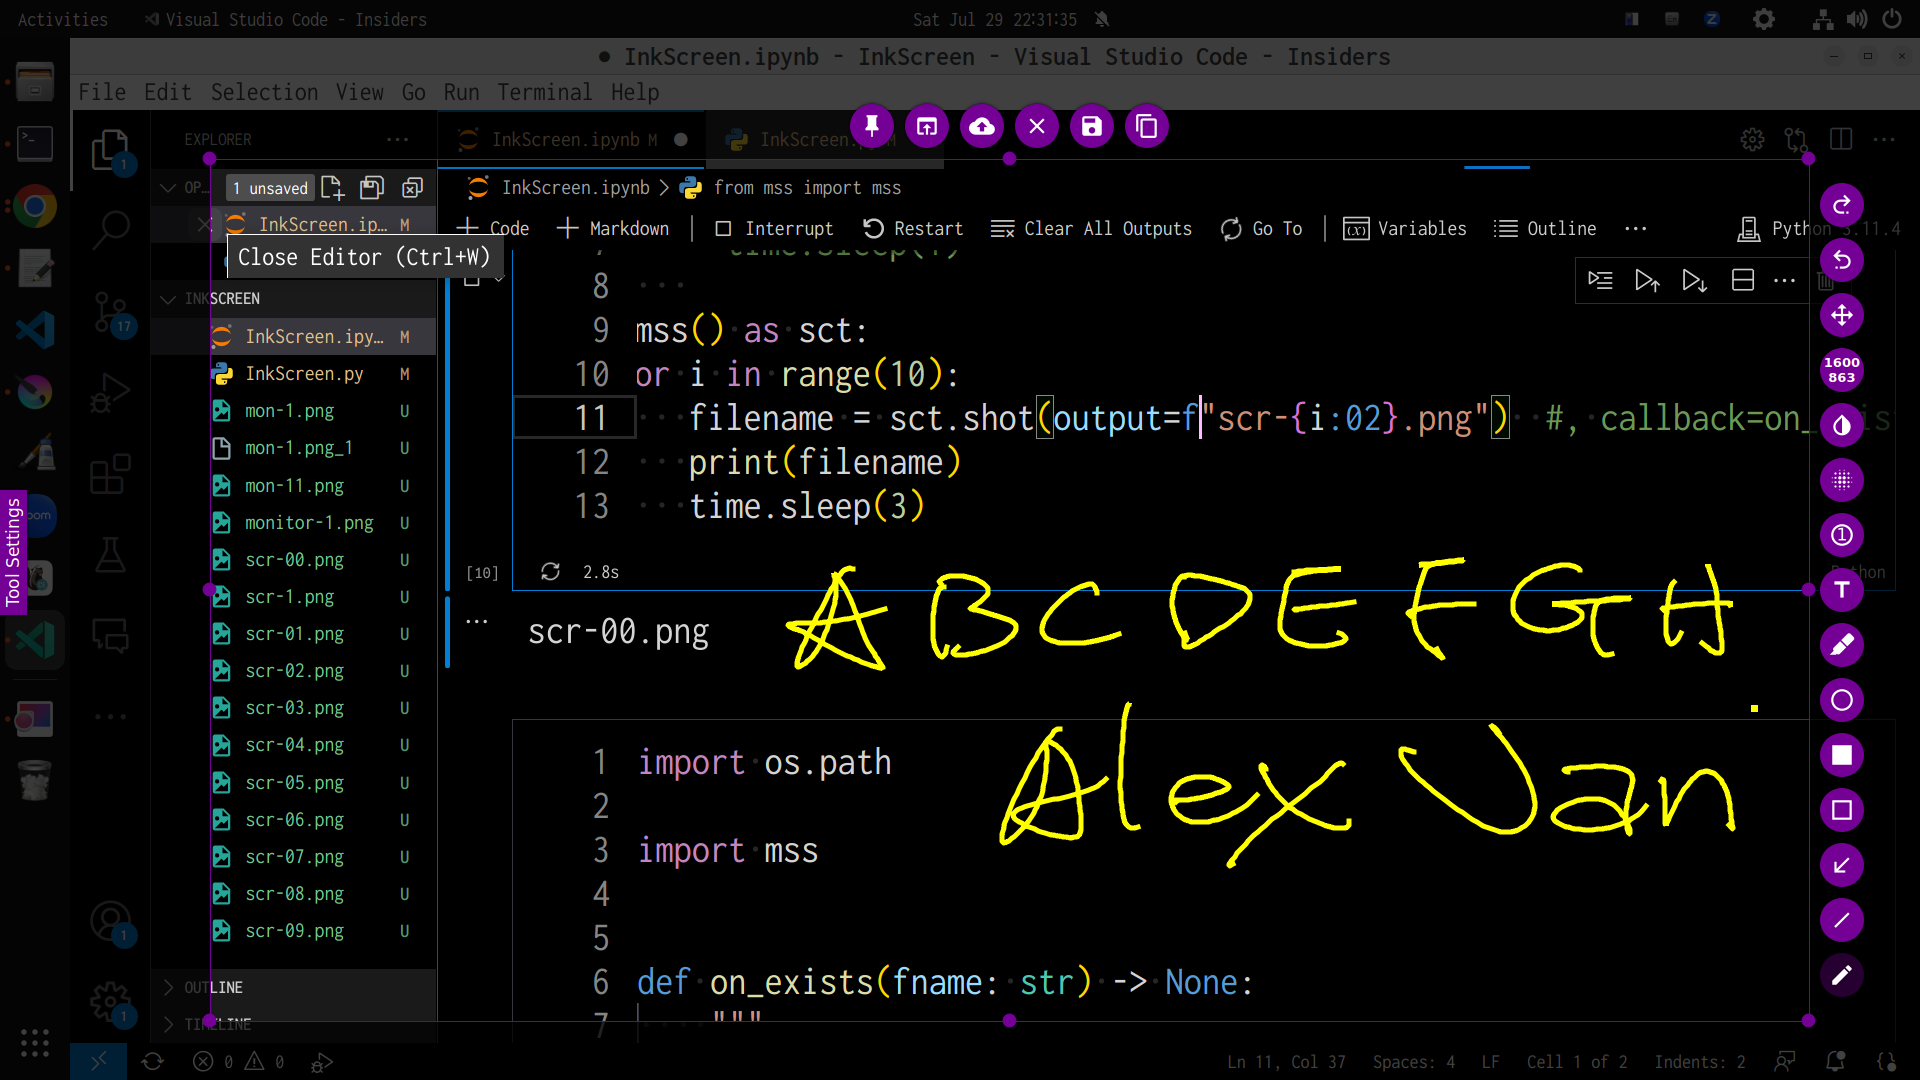 Activities
Visual Studio Code - Insiders
Sat Jul 29 22:31:35
● InkScreen.ipynb - InkScreen - Visual Studio Code - Insiders
File Edit Selection View Go Run Terminal Help
EXPLORER
InkScreen.ipynb M
1 unsaved
InkScreen.ipynb > from mss import mss
InkScreen.ip… M
Code Markdown Interrupt Restart Clear All Outputs Go To Variables Outline … Python 3.11.4
Close Editor (Ctrl+W)
INKSCREEN
InkScreen.ipy… M
InkScreen.py M
mon-1.png U
mon-1.png_1 U
mon-11.png U
monitor-1.png U
scr-00.png U
scr-1.png U
scr-01.png U
scr-02.png U
scr-03.png U
scr-04.png U
scr-05.png U
scr-06.png U
scr-07.png U
scr-08.png U
scr-09.png U
OUTLINE
TIMELINE
8
9 mss() as sct:
10 or i in range(10):
11 filename = sct.shot(output=f"scr-{i:02}.png") #, callback=on_
12 print(filename)
13 time.sleep(3)
[10] 2.8s
Python
scr-00.png
A B C D E F G H
Alex Van
1 import os.path
2
3 import mss
4
5
6 def on_exists(fname: str) -> None:
7 """
Tool Settings
1600
863
1
T
1
17
1
1
0 0
Ln 11, Col 37 Spaces: 4 LF Cell 1 of 2 Indents: 2